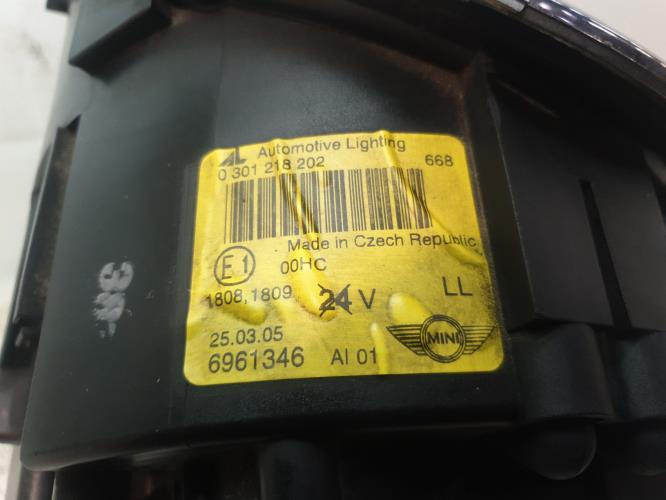 AL Automotive Lighting
0 301 218 202 668
Made in Czech Republic
E1 00HC
1808,1809 24 V LL
25.03.05
6961346 AI 01 MINI